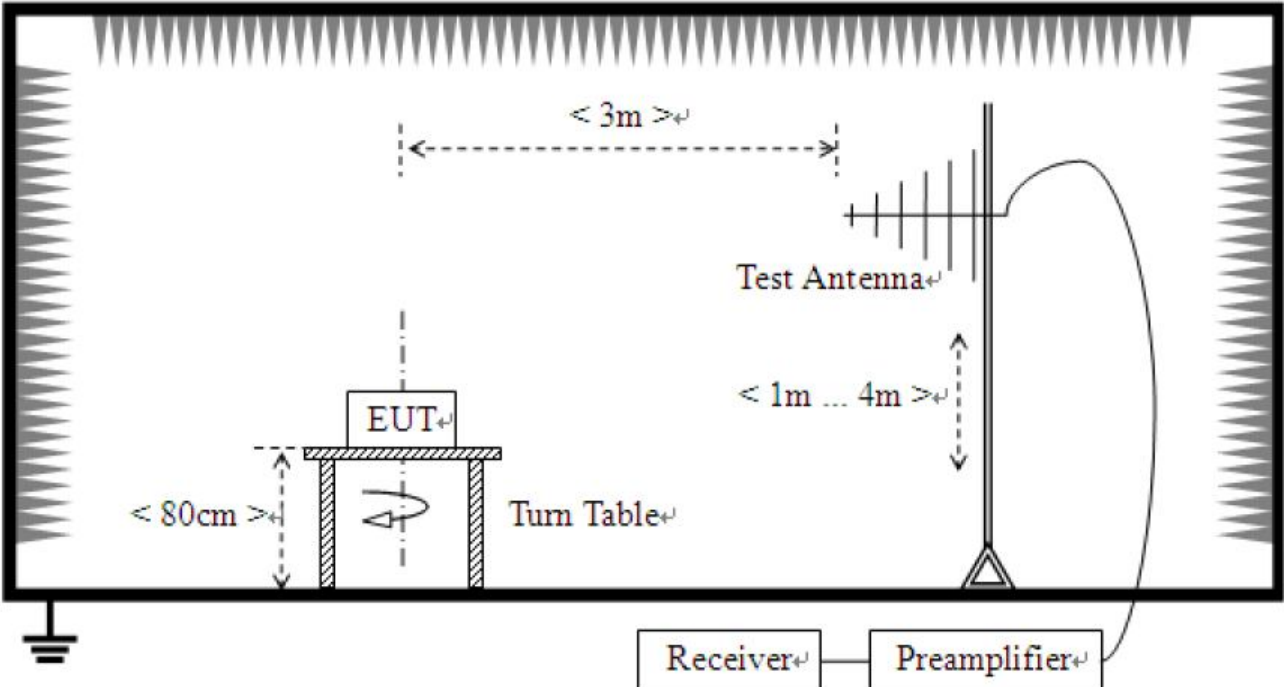 < 3m >↵
Test Antenna↵
< 1m ... 4m >↵
EUT↵
< 80cm >↵
Turn Table↵
Receiver↵
Preamplifier↵